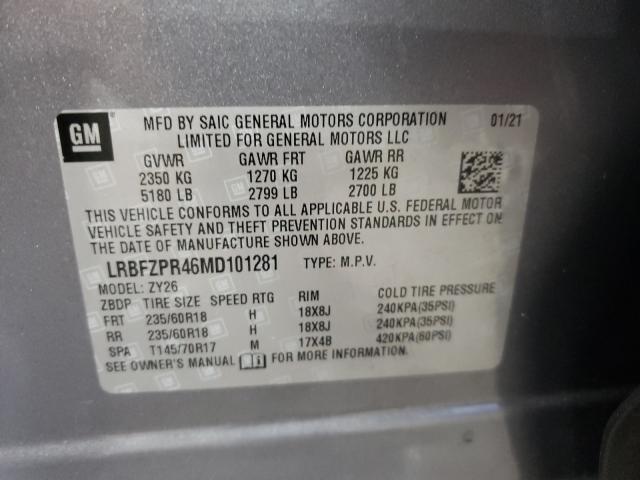 GM
MFD BY SAIC GENERAL MOTORS CORPORATION 01/21
LIMITED FOR GENERAL MOTORS LLC
GVWR GAWR FRT GAWR RR
2350 KG 1270 KG 1225 KG
5180 LB 2799 LB 2700 LB
THIS VEHICLE CONFORMS TO ALL APPLICABLE U.S. FEDERAL MOTOR
VEHICLE SAFETY AND THEFT PREVENTION STANDARDS IN EFFECT ON
THE DATE OF MANUFACTURE SHOWN ABOVE.
LRBFZPR46MD101281 TYPE: M.P.V.
MODEL: ZY26
ZBDP TIRE SIZE SPEED RTG RIM COLD TIRE PRESSURE
FRT 235/60R18 H 18X8J 240KPA(35PSI)
RR 235/60R18 H 18X8J 240KPA(35PSI)
SPA T145/70R17 M 17X4B 420KPA(60PSI)
SEE OWNER'S MANUAL FOR MORE INFORMATION.